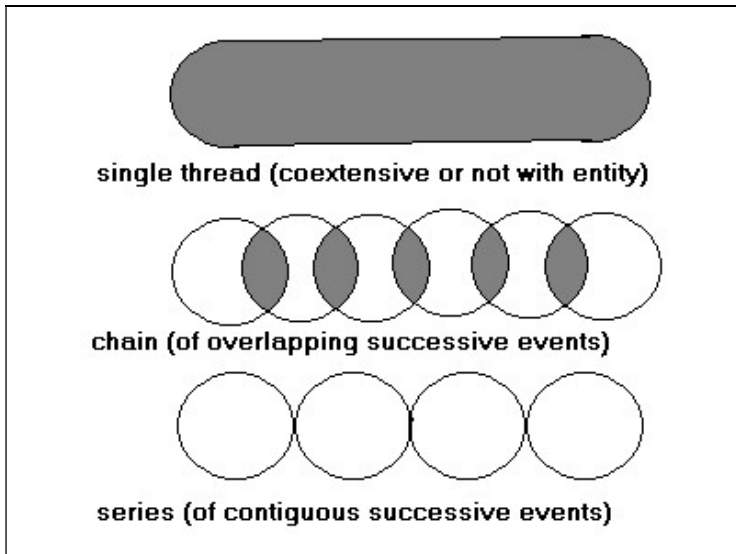 single thread (coextensive or not with entity)
chain (of overlapping successive events)
series (of contiguous successive events)